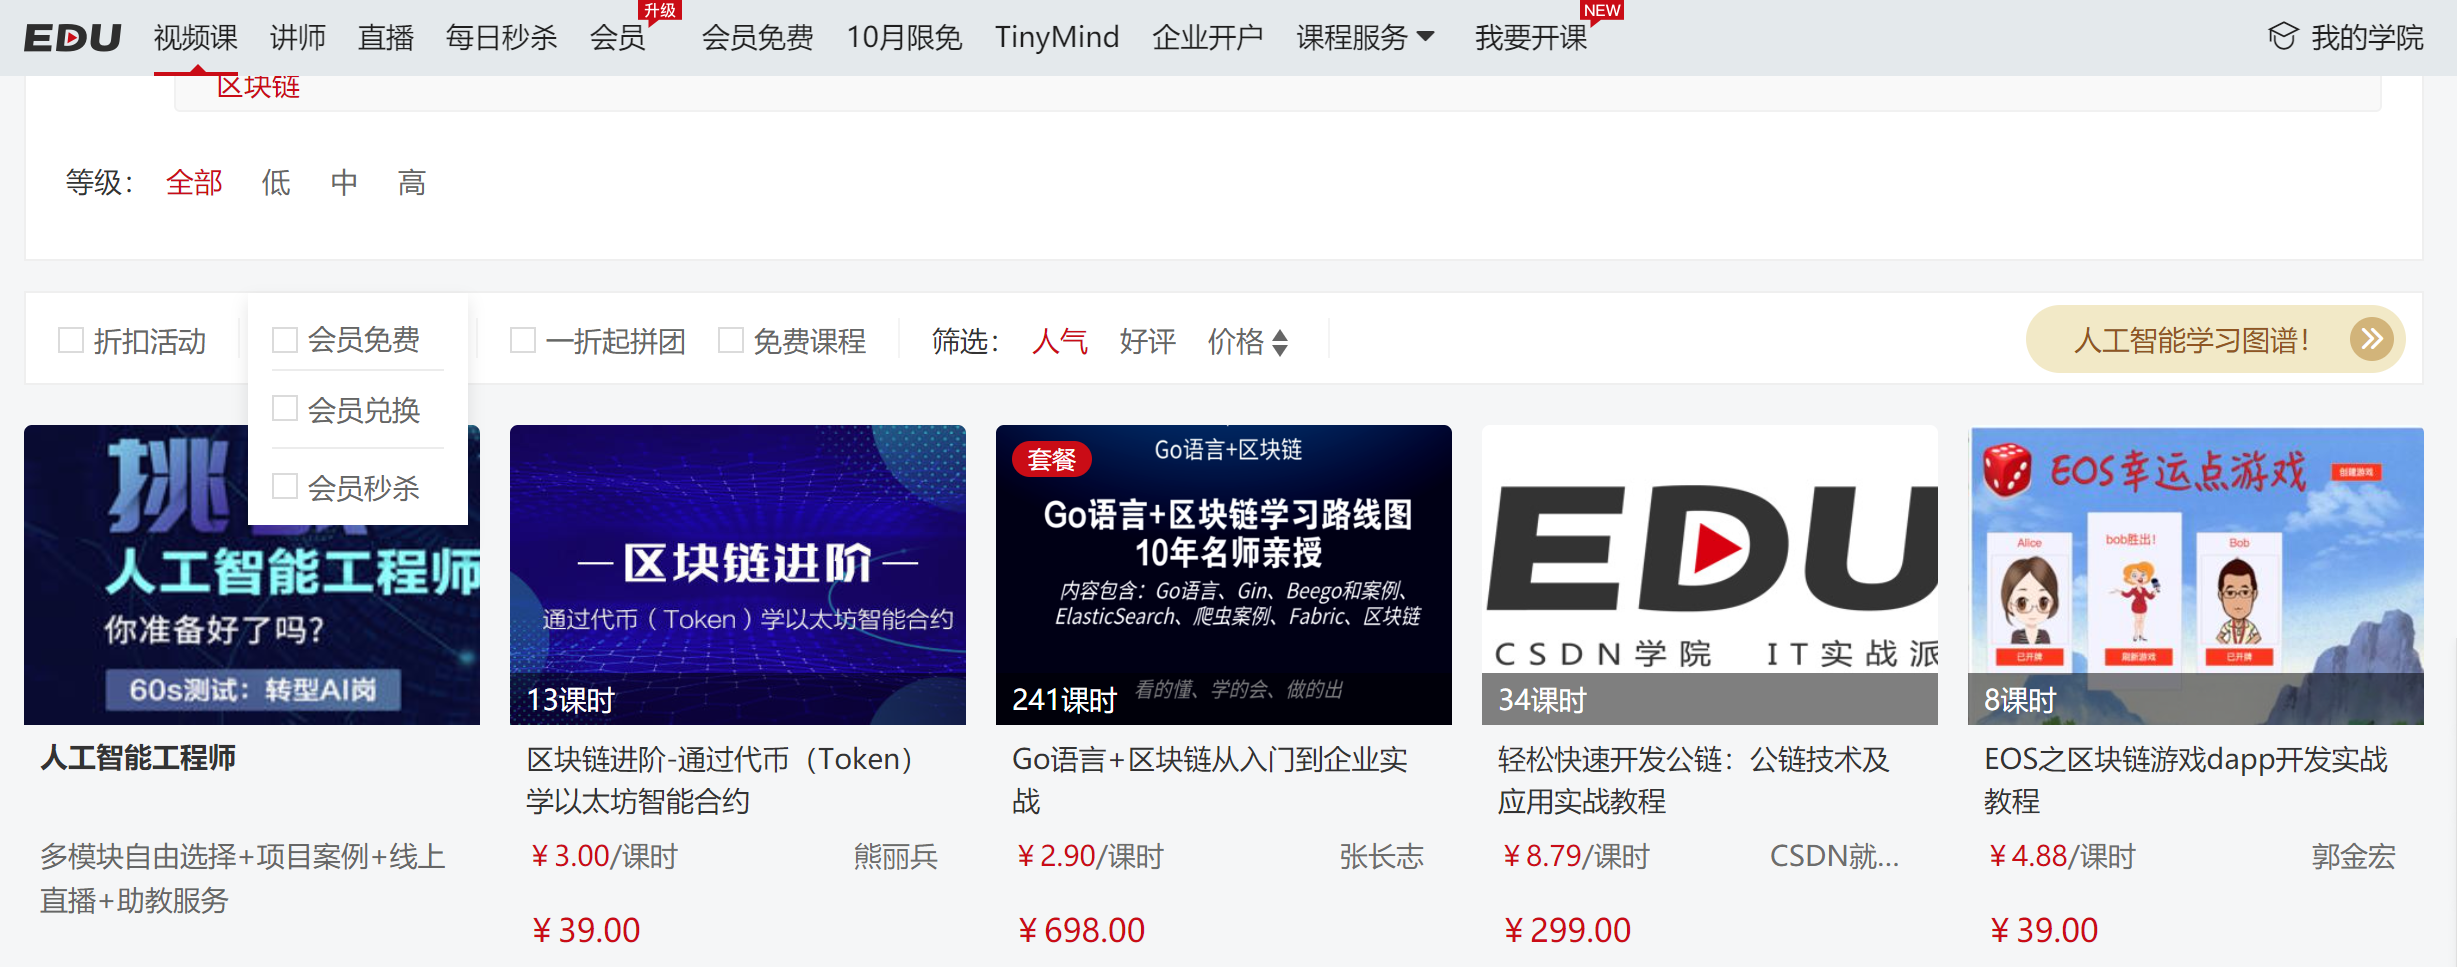 EDU 视频课 讲师 直播 每日秒杀 会员 升级 会员免费 10月限免 TinyMind 企业开户 课程服务 我要开课 NEW 我的学院
区块链
等级： 全部 低 中 高
折扣活动 会员免费 一折起拼团 免费课程 筛选： 人气 好评 价格 人工智能学习图谱！
会员兑换
会员秒杀
挑
人工智能工程师
你准备好了吗?
60s测试：转型AI岗
人工智能工程师
多模块自由选择+项目案例+线上
直播+助教服务
区块链进阶
通过代币（Token）学以太坊智能合约
13课时
区块链进阶-通过代币（Token）
学以太坊智能合约
¥3.00/课时 熊丽兵
¥39.00
套餐
Go语言+区块链
Go语言+区块链学习路线图
10年名师亲授
内容包含：Go语言、Gin、Beego和案例、
ElasticSearch、爬虫案例、Fabric、区块链
看的懂、学的会、做的出
241课时
Go语言+区块链从入门到企业实
战
¥2.90/课时 张长志
¥698.00
EDU
CSDN学院 IT实战派
34课时
轻松快速开发公链：公链技术及
应用实战教程
¥8.79/课时 CSDN就...
¥299.00
EOS幸运点游戏 创建游戏
Alice bob胜出！ Bob
已开牌 刷新游戏 已开牌
8课时
EOS之区块链游戏dapp开发实战
教程
¥4.88/课时 郭金宏
¥39.00